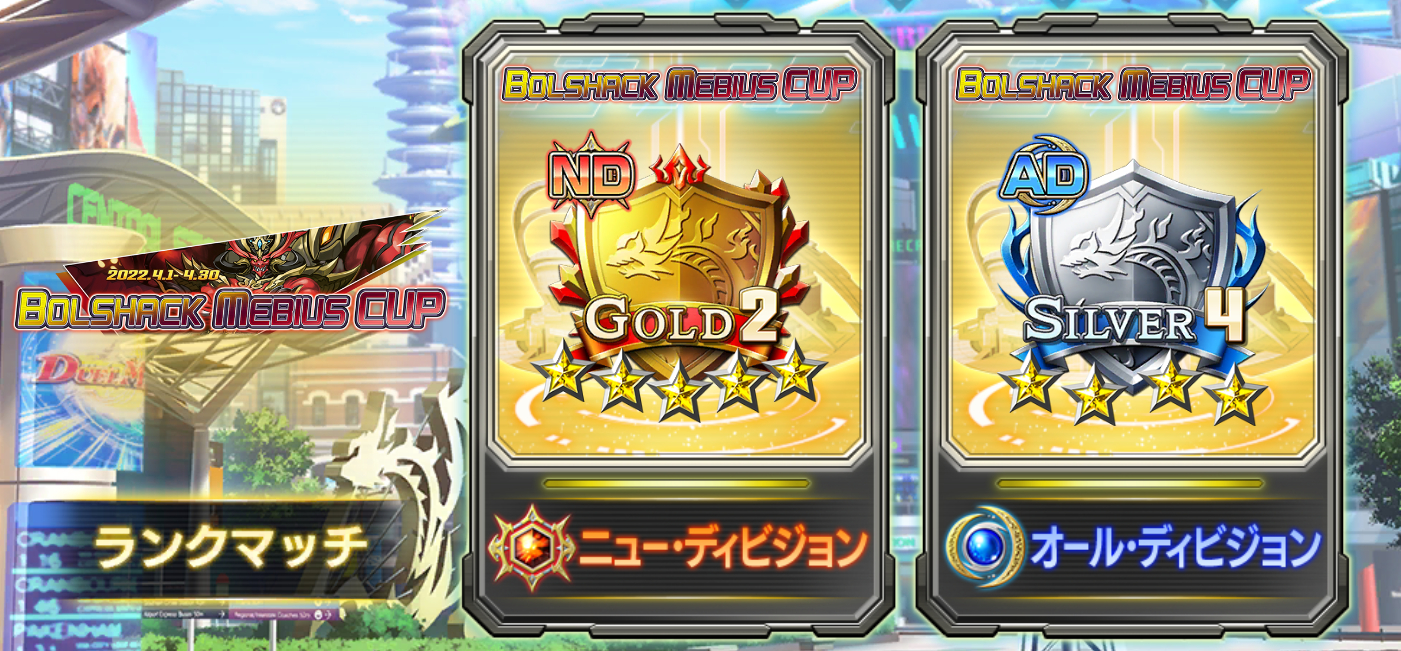 2022.4.1- 4.30
BOLSHACK MEBIUS CUP
DUELM
ランクマッチ
BOLSHACK MEBIUS CUP
ND
GOLD 2
ニュー・ディビジョン
BOLSHACK MEBIUS CUP
AD
SILVER 4
オール・ディビジョン